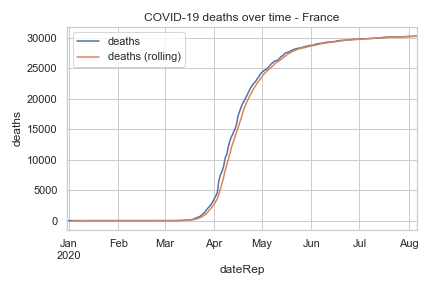 COVID-19 deaths over time - France
deaths
deaths (rolling)
30000
25000
20000
15000
10000
5000
0
deaths
Jan Feb Mar Apr May Jun Jul Aug
2020
dateRep